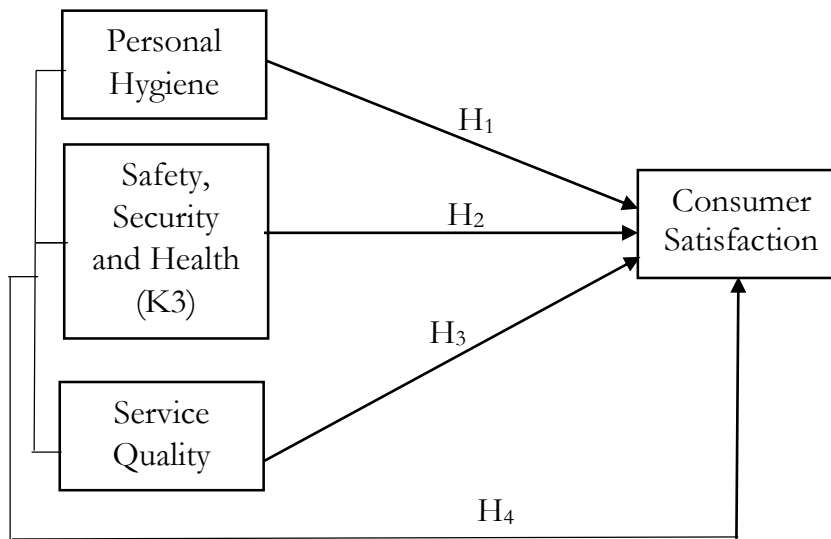 Personal
Hygiene
H₁
Safety,
Security
and Health
(K3)
H₂
Consumer
Satisfaction
H₃
Service
Quality
H₄